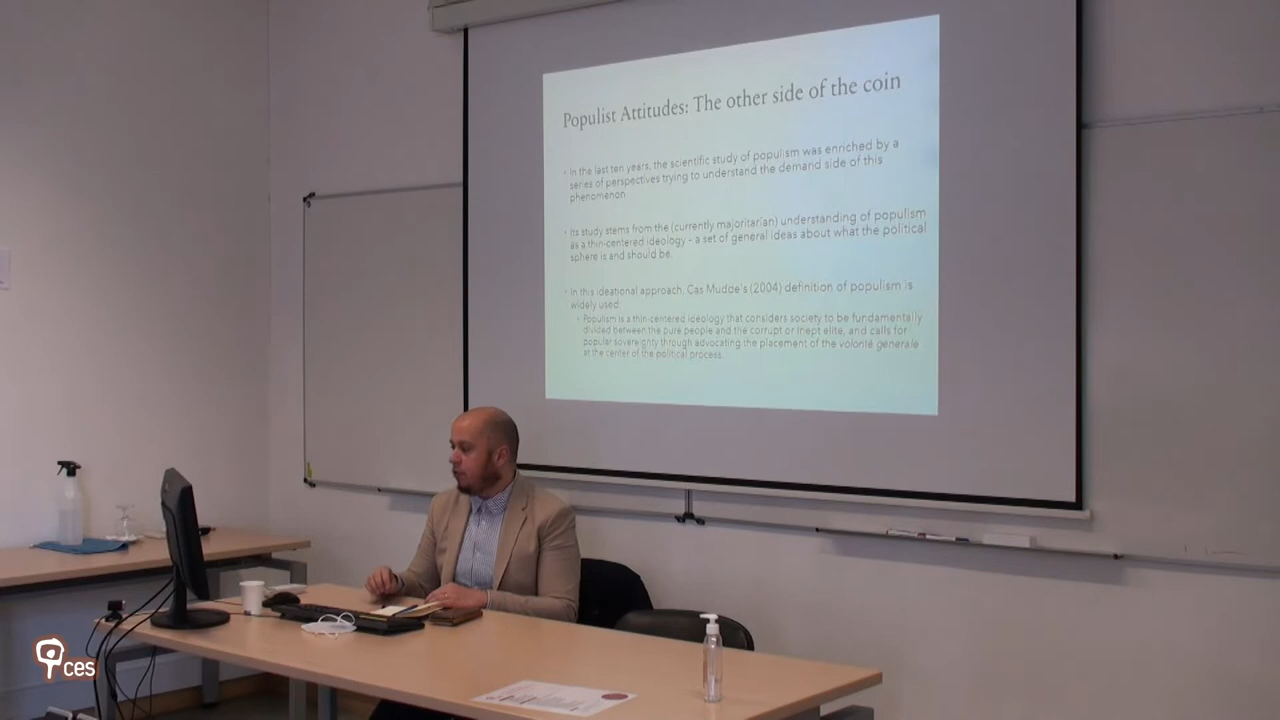 Populist Attitudes: The other side of the coin
• In the last ten years, the scientific study of populism was enriched by a
series of perspectives trying to understand the demand side of this
phenomenon
• Its study stems from the (currently majoritarian) understanding of populism
as a thin-centered ideology - a set of general ideas about what the political
sphere is and should be.
• In this ideational approach, Cas Mudde's (2004) definition of populism is
widely used:
• Populism is a thin-centered ideology that considers society to be fundamentally
divided between the pure people and the corrupt or inept elite, and calls for
popular sovereignty through advocating the placement of the volonté generale
at the center of the political process.
ces